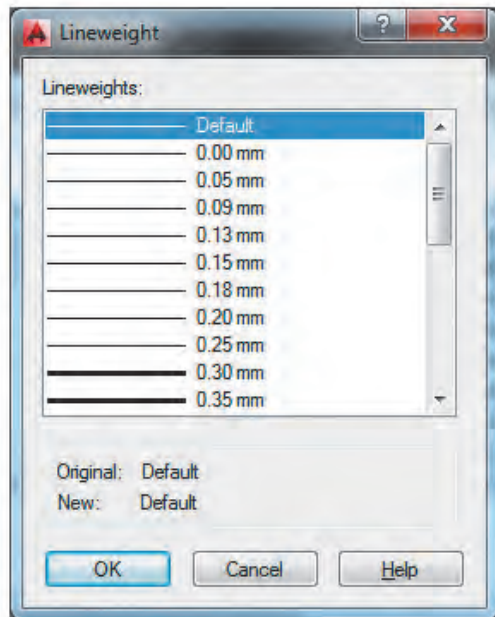 Lineweight
Lineweights:
Default
0.00 mm
0.05 mm
0.09 mm
0.13 mm
0.15 mm
0.18 mm
0.20 mm
0.25 mm
0.30 mm
0.35 mm
Original: Default
New: Default
OK Cancel Help